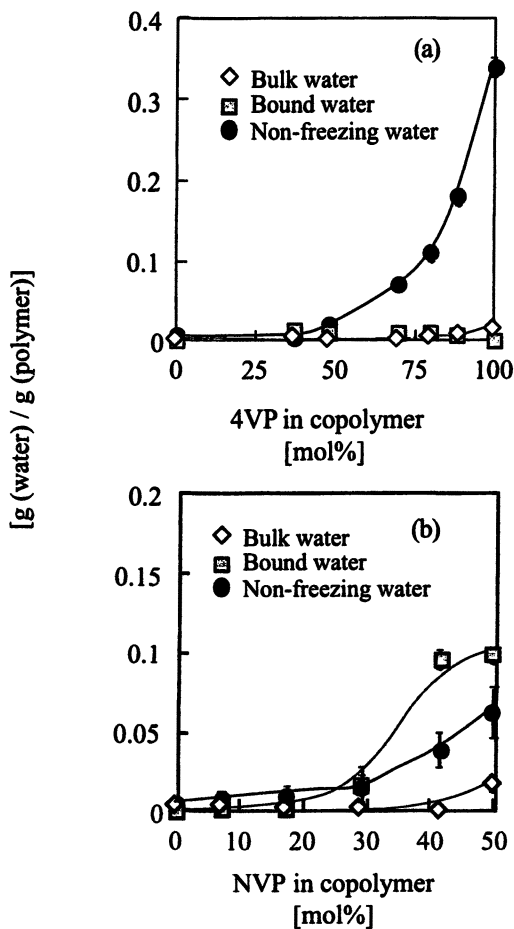 [g (water) / g (polymer)]
0.4
(a)
Bulk water
Bound water
Non-freezing water
0.3
0.2
0.1
0
0 25 50 75 100
4VP in copolymer
[mol%]
0.2
(b)
Bulk water
Bound water
Non-freezing water
0.15
0.1
0.05
0
0 10 20 30 40 50
NVP in copolymer
[mol%]